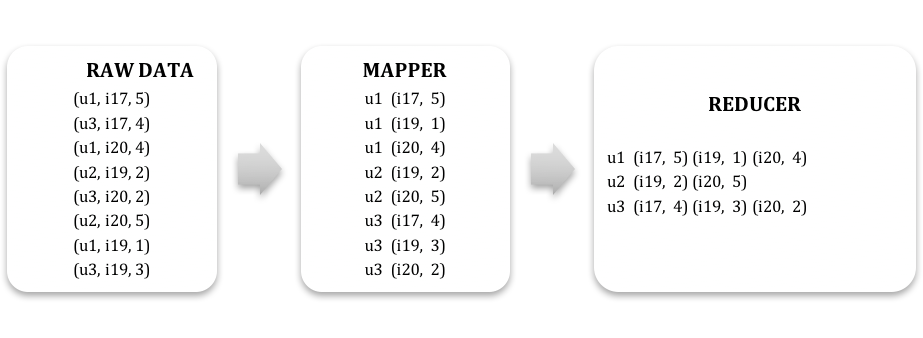 RAW DATA
(u1, i17, 5)
(u3, i17, 4)
(u1, i20, 4)
(u2, i19, 2)
(u3, i20, 2)
(u2, i20, 5)
(u1, i19, 1)
(u3, i19, 3)
MAPPER
u1 (i17, 5)
u1 (i19, 1)
u1 (i20, 4)
u2 (i19, 2)
u2 (i20, 5)
u3 (i17, 4)
u3 (i19, 3)
u3 (i20, 2)
REDUCER
u1 (i17, 5) (i19, 1) (i20, 4)
u2 (i19, 2) (i20, 5)
u3 (i17, 4) (i19, 3) (i20, 2)